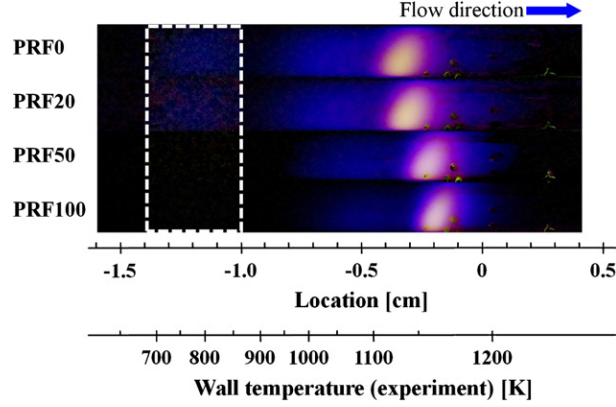 Flow direction
PRF0
PRF20
PRF50
PRF100
-1.5 -1.0 -0.5 0 0.5
Location [cm]
700 800 900 1000 1100 1200
Wall temperature (experiment) [K]